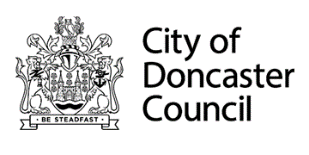 City of
Doncaster
Council
· BE STEADFAST ·